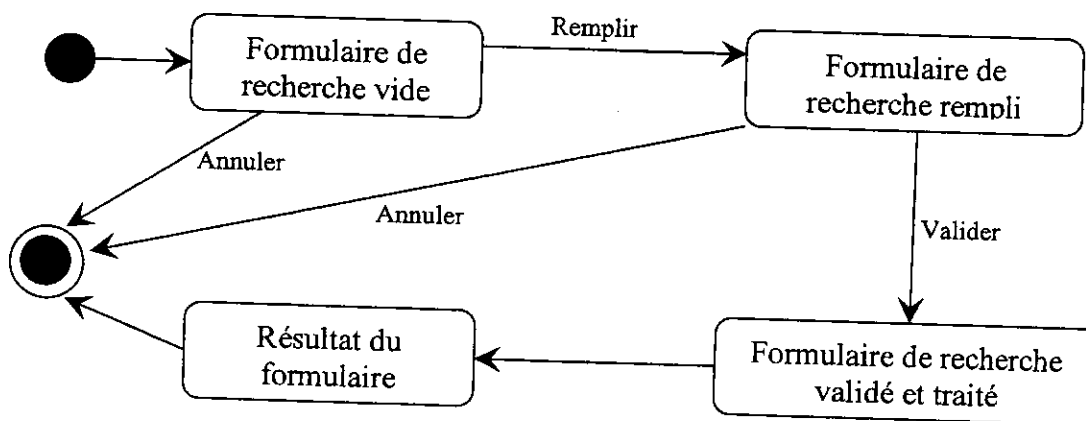 Formulaire de
recherche vide
Remplir
Formulaire de
recherche rempli
Annuler
Annuler
Valider
Résultat du
formulaire
Formulaire de recherche
validé et traité